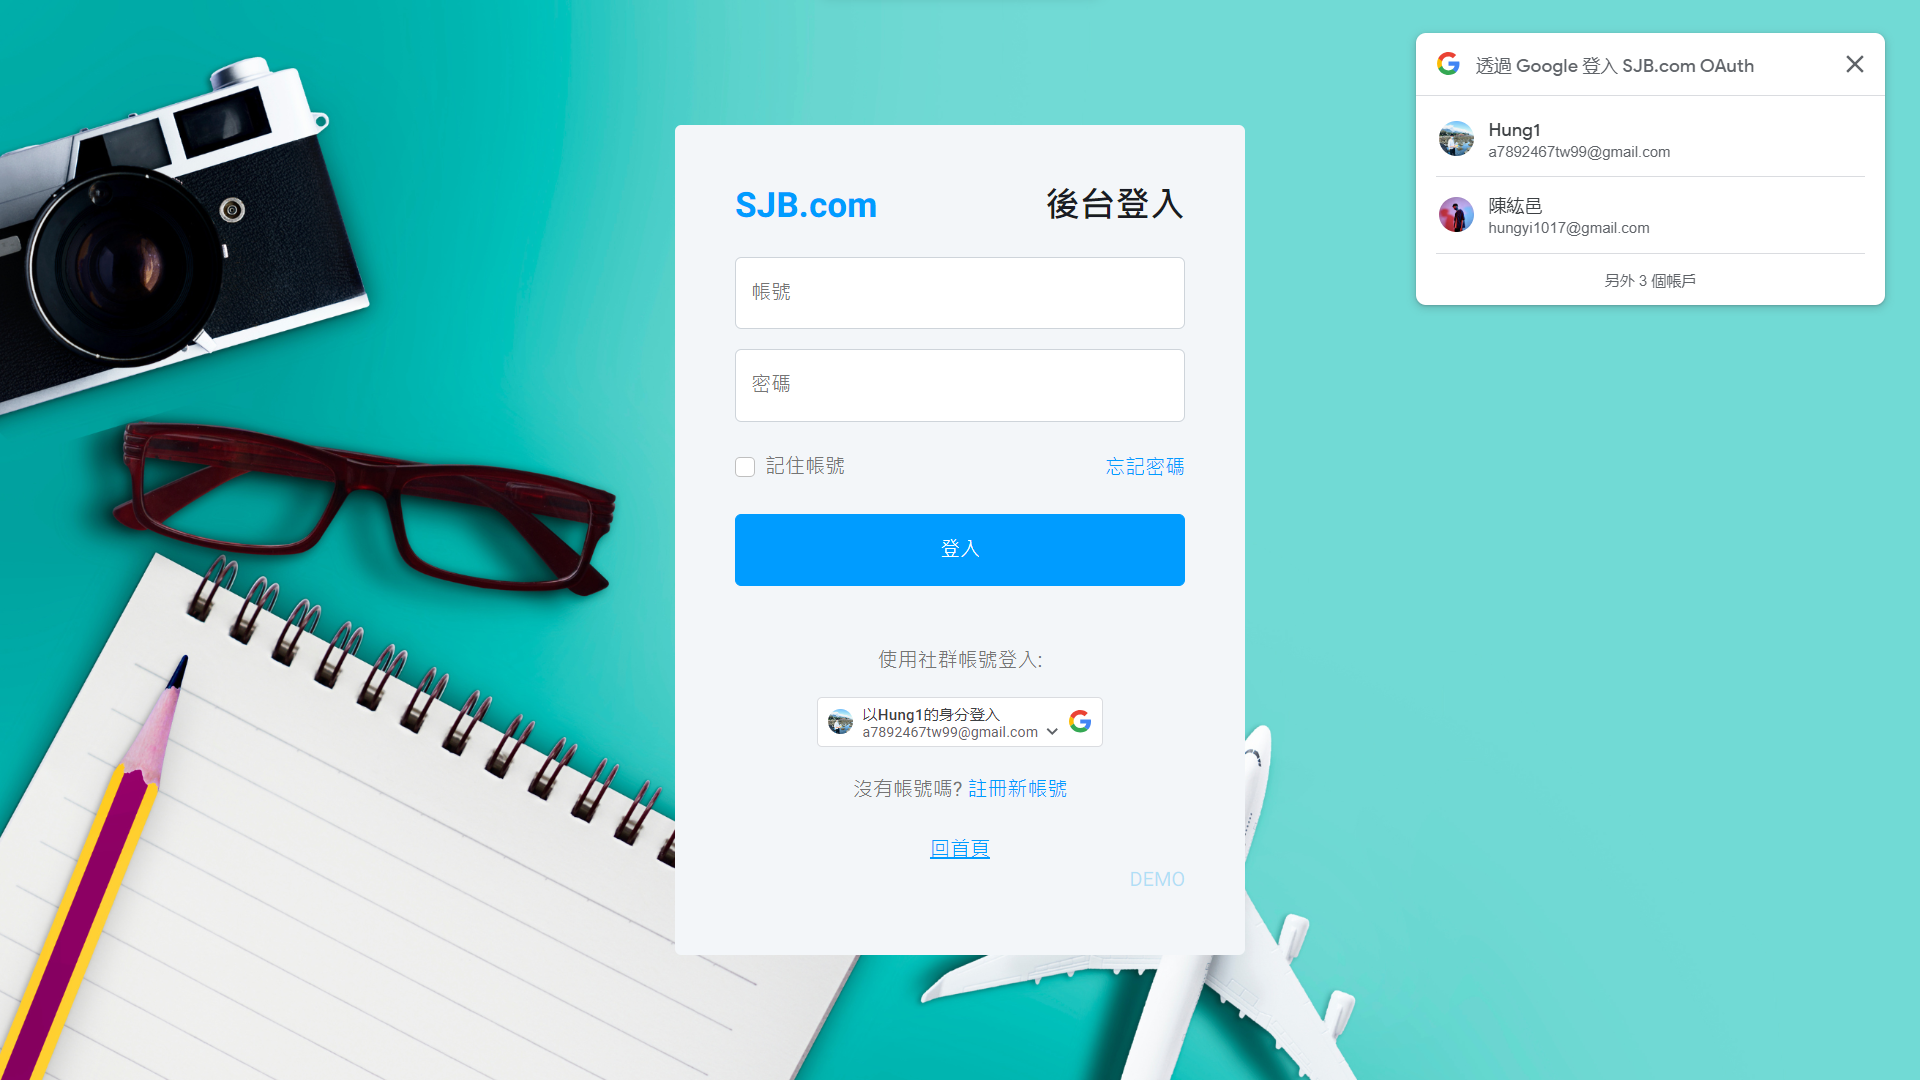 SJB.com
後台登入
帳號
密碼
記住帳號
忘記密碼
登入
使用社群帳號登入:
以Hung1的身分登入
a7892467tw99@gmail.com
沒有帳號嗎? 註冊新帳號
回首頁
DEMO
透過 Google 登入 SJB.com OAuth
Hung1
a7892467tw99@gmail.com
陳紘邑
hungyi1017@gmail.com
另外 3 個帳戶